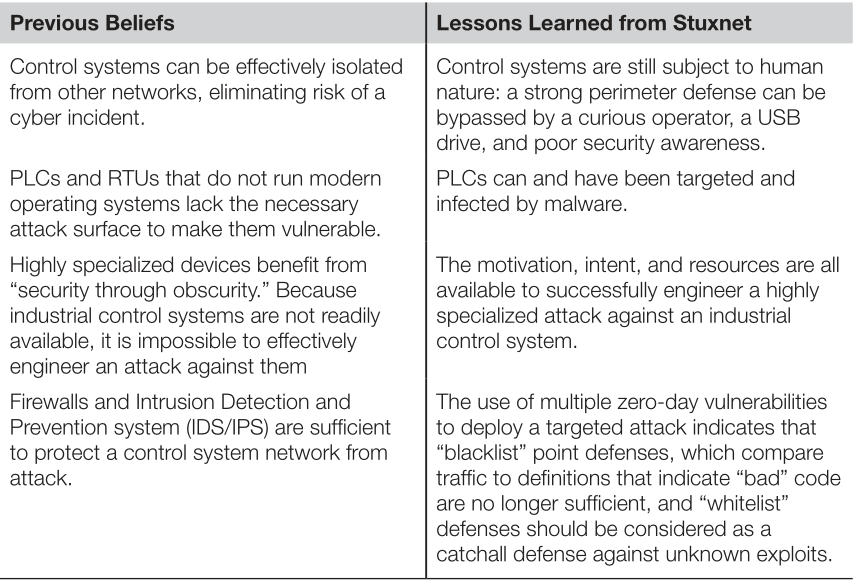 Previous Beliefs
Lessons Learned from Stuxnet
Control systems can be effectively isolated
from other networks, eliminating risk of a
cyber incident.
Control systems are still subject to human
nature: a strong perimeter defense can be
bypassed by a curious operator, a USB
drive, and poor security awareness.
PLCs and RTUs that do not run modern
operating systems lack the necessary
attack surface to make them vulnerable.
PLCs can and have been targeted and
infected by malware.
Highly specialized devices benefit from
“security through obscurity.” Because
industrial control systems are not readily
available, it is impossible to effectively
engineer an attack against them
The motivation, intent, and resources are all
available to successfully engineer a highly
specialized attack against an industrial
control system.
Firewalls and Intrusion Detection and
Prevention system (IDS/IPS) are sufficient
to protect a control system network from
attack.
The use of multiple zero-day vulnerabilities
to deploy a targeted attack indicates that
“blacklist” point defenses, which compare
traffic to definitions that indicate “bad” code
are no longer sufficient, and “whitelist”
defenses should be considered as a
catchall defense against unknown exploits.